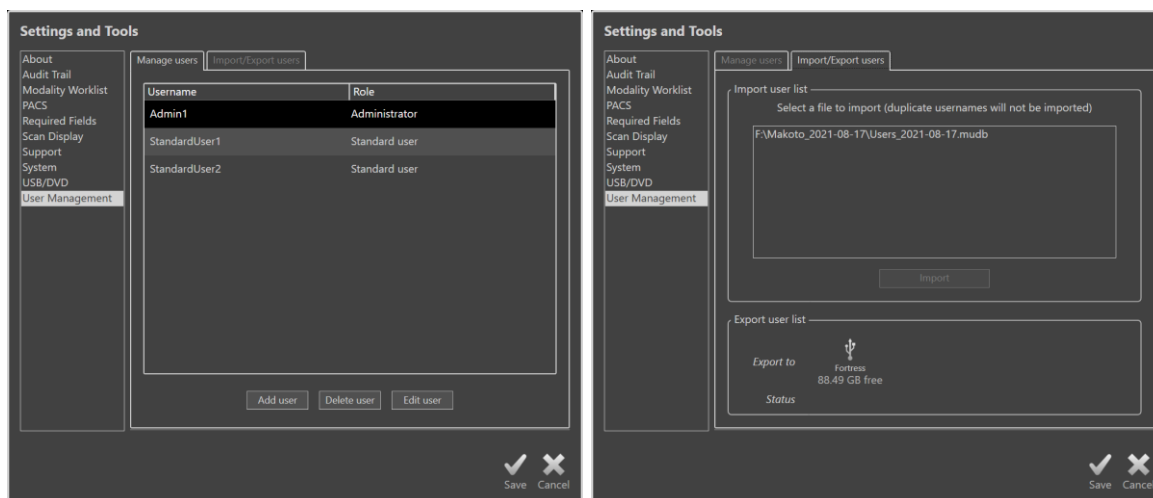 Settings and Tools
About
Audit Trail
Modality Worklist
PACS
Required Fields
Scan Display
Support
System
USB/DVD
User Management
Manage users
Import/Export users
Username Role
Admin1 Administrator
StandardUser1 Standard user
StandardUser2 Standard user
Add user
Delete user
Edit user
Save
Cancel
Settings and Tools
About
Audit Trail
Modality Worklist
PACS
Required Fields
Scan Display
Support
System
USB/DVD
User Management
Manage users
Import/Export users
Import user list
Select a file to import (duplicate usernames will not be imported)
F:\Makoto_2021-08-17\Users_2021-08-17.mudb
Import
Export user list
Export to
Fortress
88.49 GB free
Status
Save
Cancel